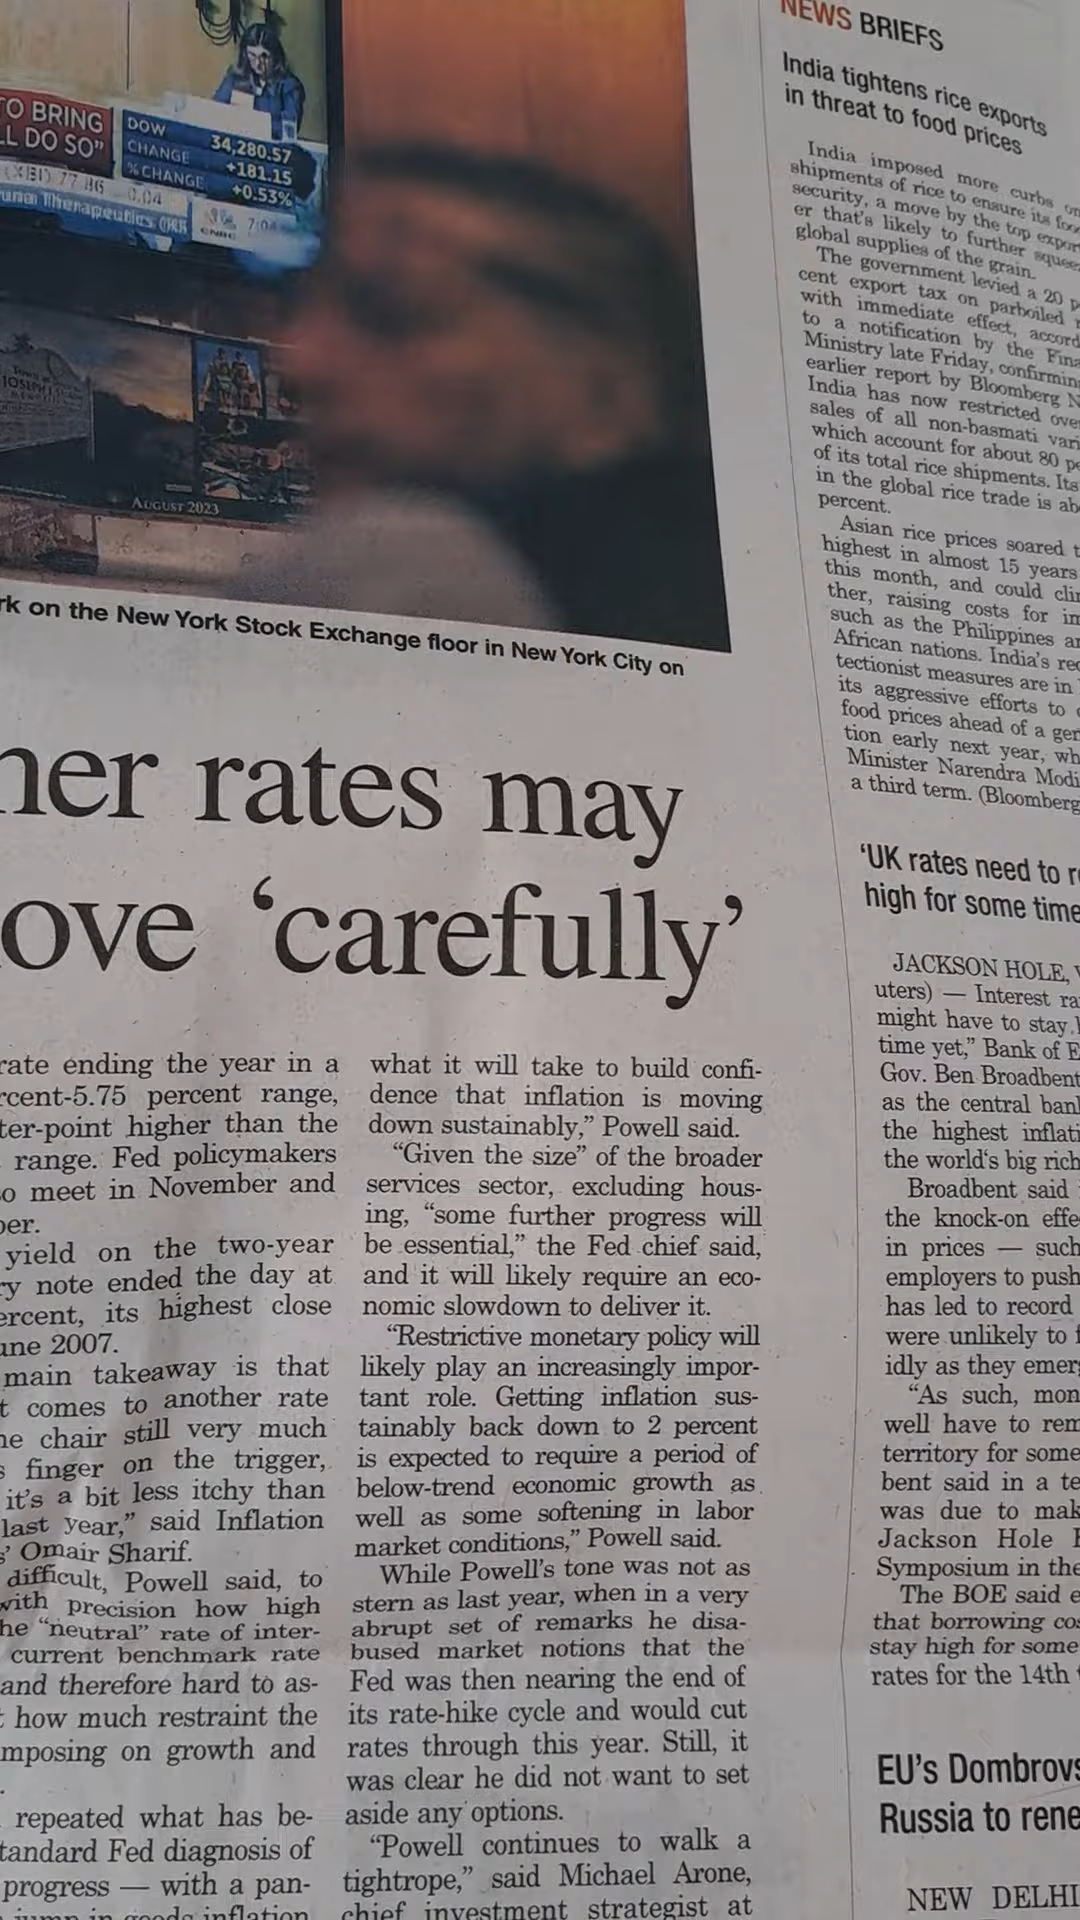 TO BRING
LL DO SO”
DOW
34,280.57
CHANGE
+181.15
% CHANGE
+0.53%
(XBI) 77.86 0.04
Therapeutics
CNBC
JOSEPH
AUGUST 2023
rk on the New York Stock Exchange floor in New York City on
her rates may
ove ‘carefully’
rate ending the year in a
rcent-5.75 percent range,
ter-point higher than the
range. Fed policymakers
o meet in November and
ber.
yield on the two-year
ry note ended the day at
ercent, its highest close
une 2007.
main takeaway is that
t comes to another rate
he chair still very much
s finger on the trigger,
it’s a bit less itchy than
last year,” said Inflation
s’ Omair Sharif.
difficult, Powell said, to
with precision how high
he “neutral” rate of inter-
current benchmark rate
and therefore hard to as-
t how much restraint the
mposing on growth and
.
repeated what has be-
tandard Fed diagnosis of
progress — with a pan-
jump in goods inflation
what it will take to build confi-
dence that inflation is moving
down sustainably,” Powell said.
“Given the size” of the broader
services sector, excluding hous-
ing, “some further progress will
be essential,” the Fed chief said,
and it will likely require an eco-
nomic slowdown to deliver it.
“Restrictive monetary policy will
likely play an increasingly impor-
tant role. Getting inflation sus-
tainably back down to 2 percent
is expected to require a period of
below-trend economic growth as
well as some softening in labor
market conditions,” Powell said.
While Powell’s tone was not as
stern as last year, when in a very
abrupt set of remarks he disa-
bused market notions that the
Fed was then nearing the end of
its rate-hike cycle and would cut
rates through this year. Still, it
was clear he did not want to set
aside any options.
“Powell continues to walk a
tightrope,” said Michael Arone,
chief investment strategist at
NEWS BRIEFS
India tightens rice exports
in threat to food prices
India imposed more curbs on
shipments of rice to ensure its foo
security, a move by the top export
er that’s likely to further squee
global supplies of the grain.
The government levied a 20 p
cent export tax on parboiled r
with immediate effect, accord
to a notification by the Fina
Ministry late Friday, confirmin
earlier report by Bloomberg N
India has now restricted ove
sales of all non-basmati vari
which account for about 80 pe
of its total rice shipments. Its
in the global rice trade is ab
percent.
Asian rice prices soared t
highest in almost 15 years
this month, and could clim
ther, raising costs for im
such as the Philippines an
African nations. India’s rec
tectionist measures are in
its aggressive efforts to c
food prices ahead of a gen
tion early next year, wh
Minister Narendra Modi
a third term. (Bloomberg
‘UK rates need to re
high for some time
JACKSON HOLE, W
uters) — Interest ra
might have to stay h
time yet,” Bank of E
Gov. Ben Broadbent
as the central bank
the highest inflati
the world‘s big rich
Broadbent said
the knock-on effe
in prices — such
employers to push
has led to record
were unlikely to f
idly as they emerg
“As such, mon
well have to rem
territory for some
bent said in a te
was due to mak
Jackson Hole
Symposium in the
The BOE said e
that borrowing cos
stay high for some
rates for the 14th
EU’s Dombrovs
Russia to rene
NEW DELHI